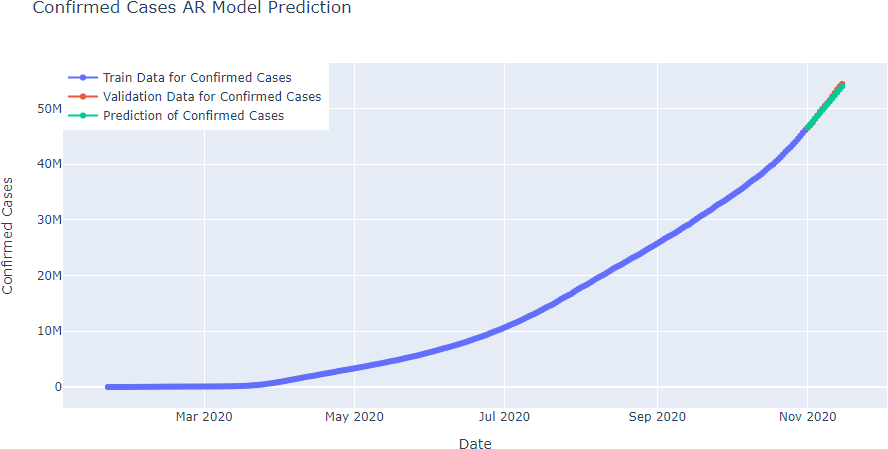 Confirmed Cases AR Model Prediction
Train Data for Confirmed Cases
Validation Data for Confirmed Cases
Prediction of Confirmed Cases
50M
40M
30M
20M
10M
0
Confirmed Cases
Mar 2020
May 2020
Jul 2020
Sep 2020
Nov 2020
Date